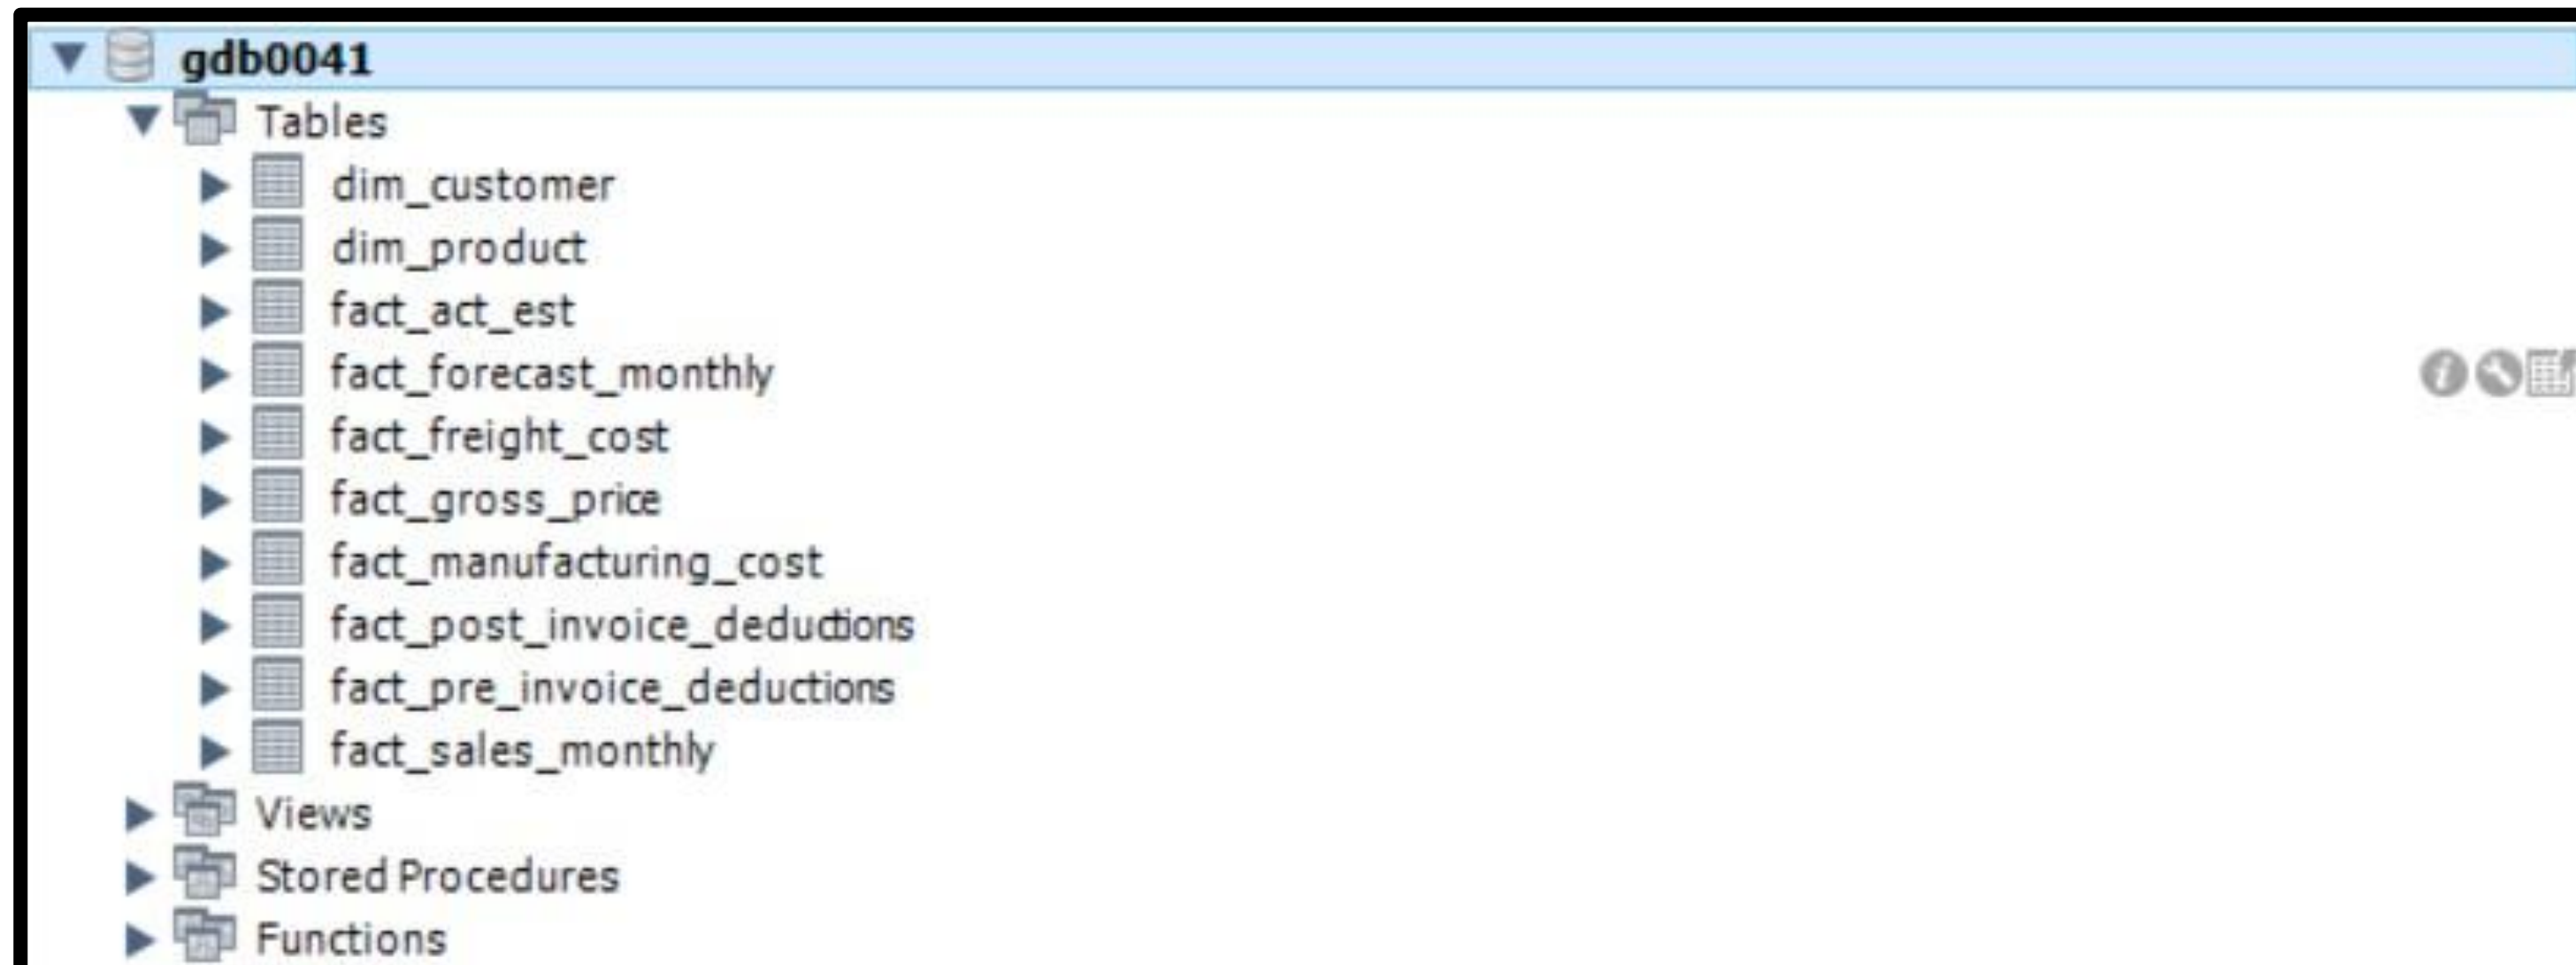 gdb0041
Tables
dim_customer
dim_product
fact_act_est
fact_forecast_monthly
fact_freight_cost
fact_gross_price
fact_manufacturing_cost
fact_post_invoice_deductions
fact_pre_invoice_deductions
fact_sales_monthly
Views
Stored Procedures
Functions